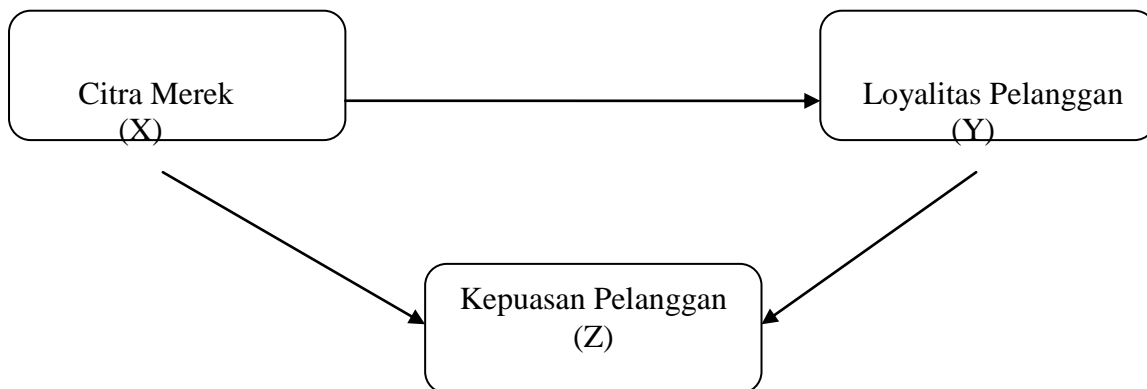 Citra Merek
(X)
Loyalitas Pelanggan
(Y)
Kepuasan Pelanggan
(Z)